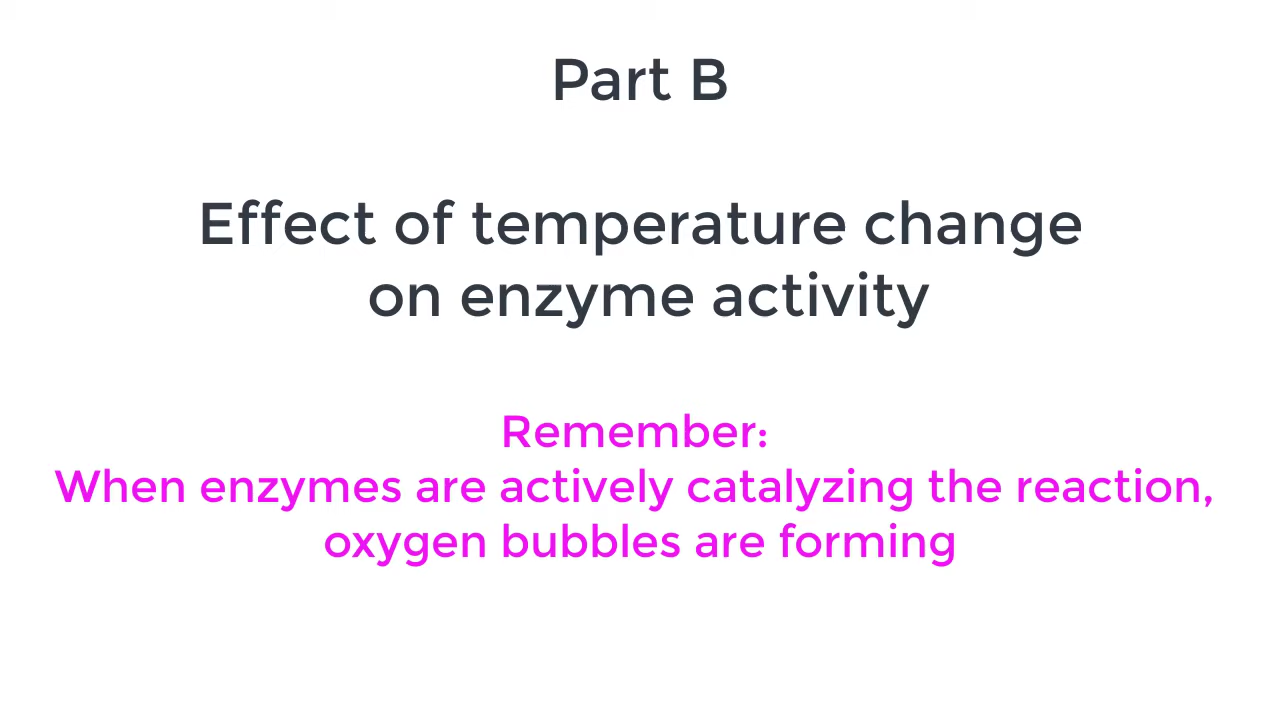 Part B
Effect of temperature change
on enzyme activity
Remember:
When enzymes are actively catalyzing the reaction,
oxygen bubbles are forming